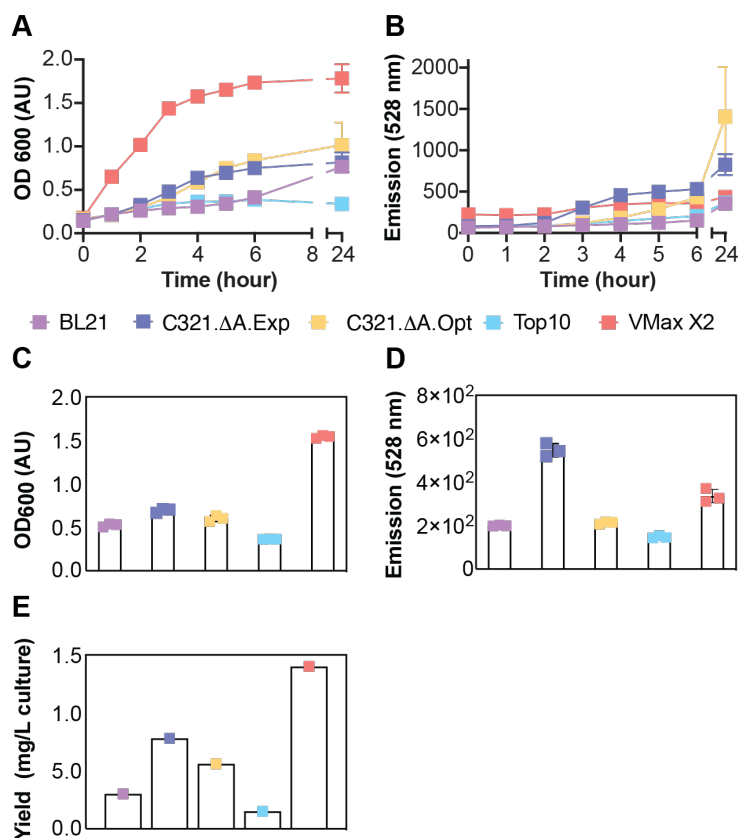 A
B
2.0
1.5
1.0
0.5
0.0
OD 600 (AU)
0 2 4 6 8 24
Time (hour)
2000
1500
1000
500
0
Emission (528 nm)
0 1 2 3 4 5 6 24
Time (hour)
BL21 C321.ΔA.Exp C321.ΔA.Opt Top10 VMax X2
C
D
2.0
1.5
1.0
0.5
0.0
OD600 (AU)
8×10²
6×10²
4×10²
2×10²
0
Emission (528 nm)
E
1.5
1.0
5.0
0.0
Yield (mg/L culture)